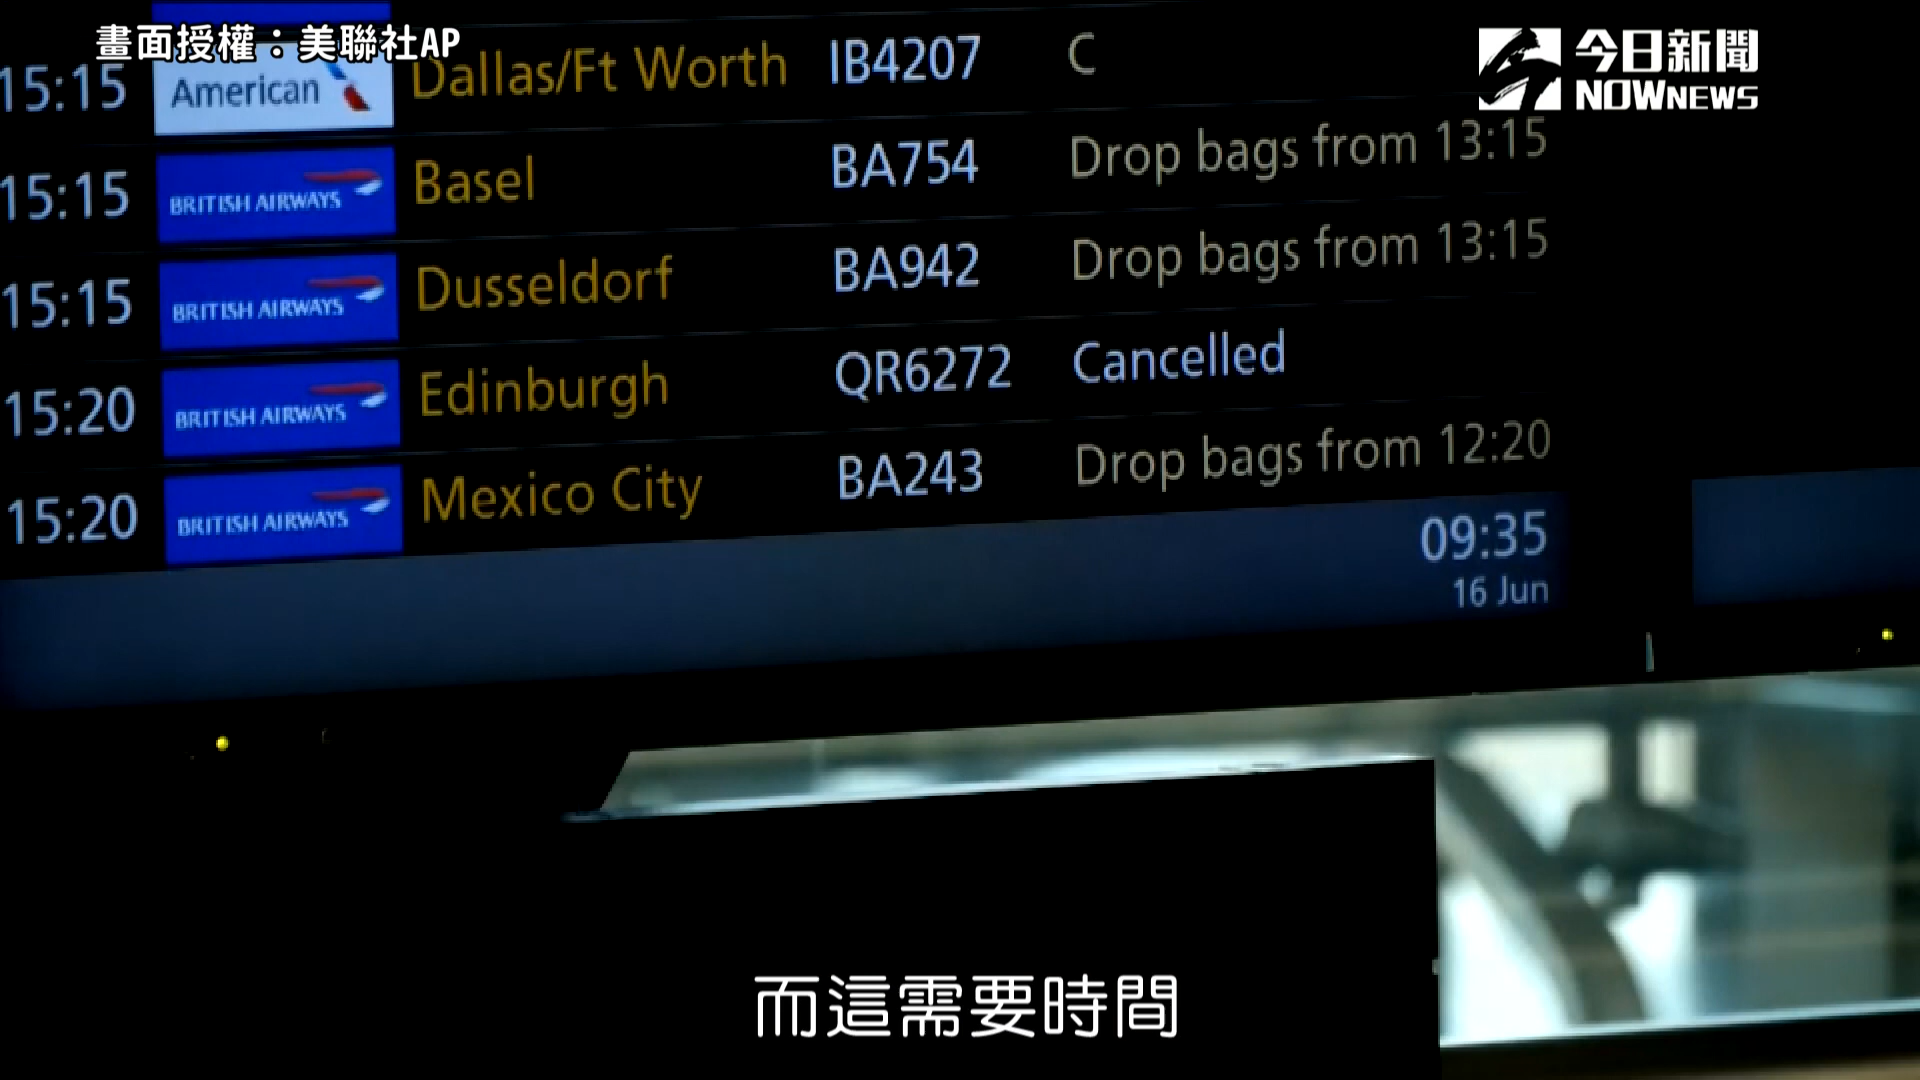 畫面授權：美聯社AP
今日新聞
NOWNEWS
15:15 American Dallas/Ft Worth IB4207 C
15:15 BRITISH AIRWAYS Basel BA754 Drop bags from 13:15
15:15 BRITISH AIRWAYS Dusseldorf BA942 Drop bags from 13:15
15:20 BRITISH AIRWAYS Edinburgh QR6272 Cancelled
15:20 BRITISH AIRWAYS Mexico City BA243 Drop bags from 12:20
09:35
16 Jun
而這需要時間